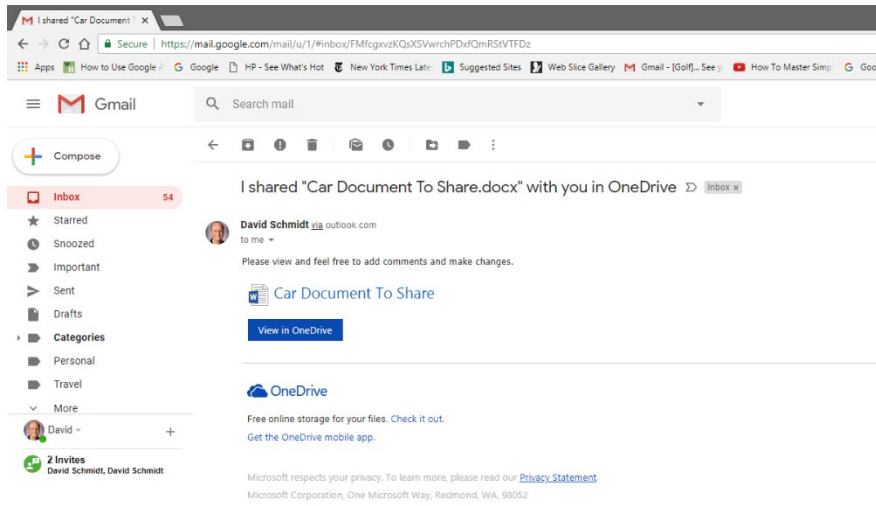 I shared "Car Document T
Secure | https://mail.google.com/mail/u/1/#inbox/FMfcgxvzKQsXSVwrchPDxfQmRStVTFDz
Apps How to Use Google Google HP - See What's Hot New York Times Late Suggested Sites Web Slice Gallery Gmail - [Golf]... See y How To Master Simp Goo
Gmail Search mail
Compose
I shared "Car Document To Share.docx" with you in OneDrive Inbox x
Inbox 54
Starred
Snoozed
Important
Sent
Drafts
Categories
Personal
Travel
More
David
2 Invites
David Schmidt, David Schmidt
David Schmidt via outlook.com
to me
Please view and feel free to add comments and make changes.
Car Document To Share
View in OneDrive
OneDrive
Free online storage for your files. Check it out.
Get the OneDrive mobile app.
Microsoft respects your privacy. To learn more, please read our Privacy Statement.
Microsoft Corporation, One Microsoft Way, Redmond, WA, 98052